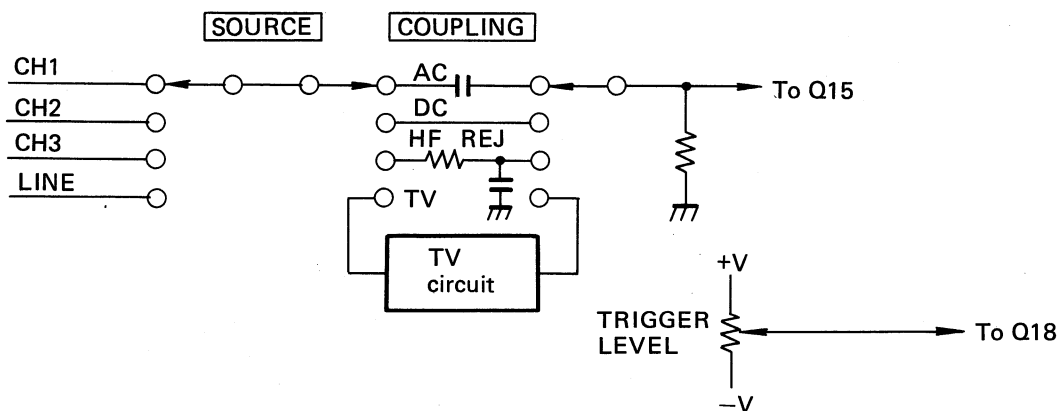 SOURCE
COUPLING
CH1
CH2
CH3
LINE
AC
DC
HF REJ
TV
TV
circuit
To Q15
+V
TRIGGER
LEVEL
To Q18
−V